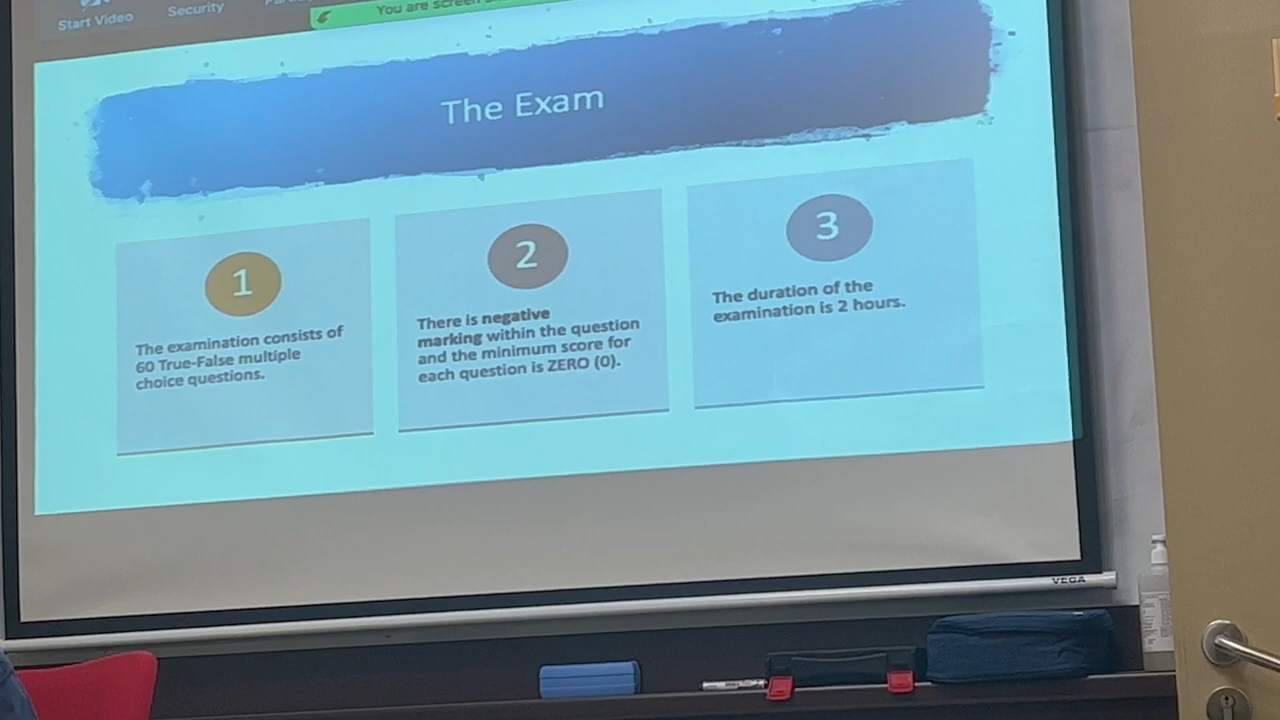 Start Video
Security
You are screen
The Exam
1
The examination consists of
60 True-False multiple
choice questions.
2
There is negative
marking within the question
and the minimum score for
each question is ZERO (0).
3
The duration of the
examination is 2 hours.
VEGA